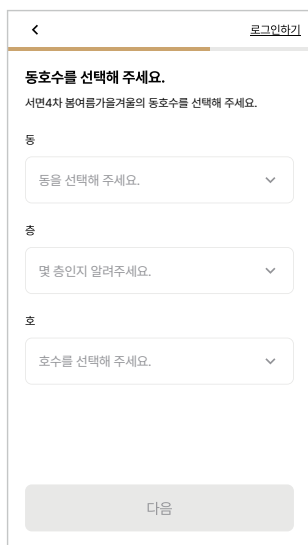 로그인하기
동호수를 선택해 주세요.
서면4차 봄여름가을겨울의 동호수를 선택해 주세요.
동
동을 선택해 주세요.
층
몇 층인지 알려주세요.
호
호수를 선택해 주세요.
다음